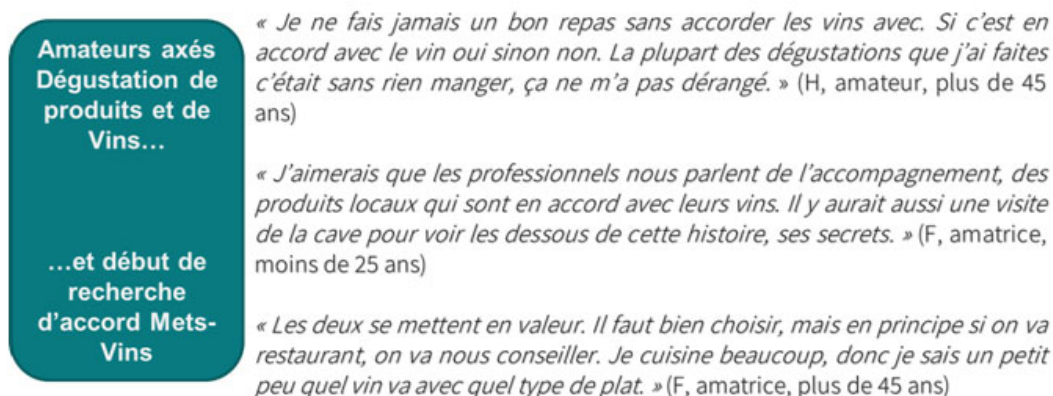 Amateurs axés
Dégustation de
produits et de
Vins…
…et début de
recherche
d'accord Mets-
Vins
« Je ne fais jamais un bon repas sans accorder les vins avec. Si c'est en
accord avec le vin oui sinon non. La plupart des dégustations que j'ai faites
c'était sans rien manger, ça ne m'a pas dérangé. » (H, amateur, plus de 45
ans)
« J'aimerais que les professionnels nous parlent de l'accompagnement, des
produits locaux qui sont en accord avec leurs vins. Il y aurait aussi une visite
de la cave pour voir les dessous de cette histoire, ses secrets. » (F, amatrice,
moins de 25 ans)
« Les deux se mettent en valeur. Il faut bien choisir, mais en principe si on va
restaurant, on va nous conseiller. Je cuisine beaucoup, donc je sais un petit
peu quel vin va avec quel type de plat. » (F, amatrice, plus de 45 ans)